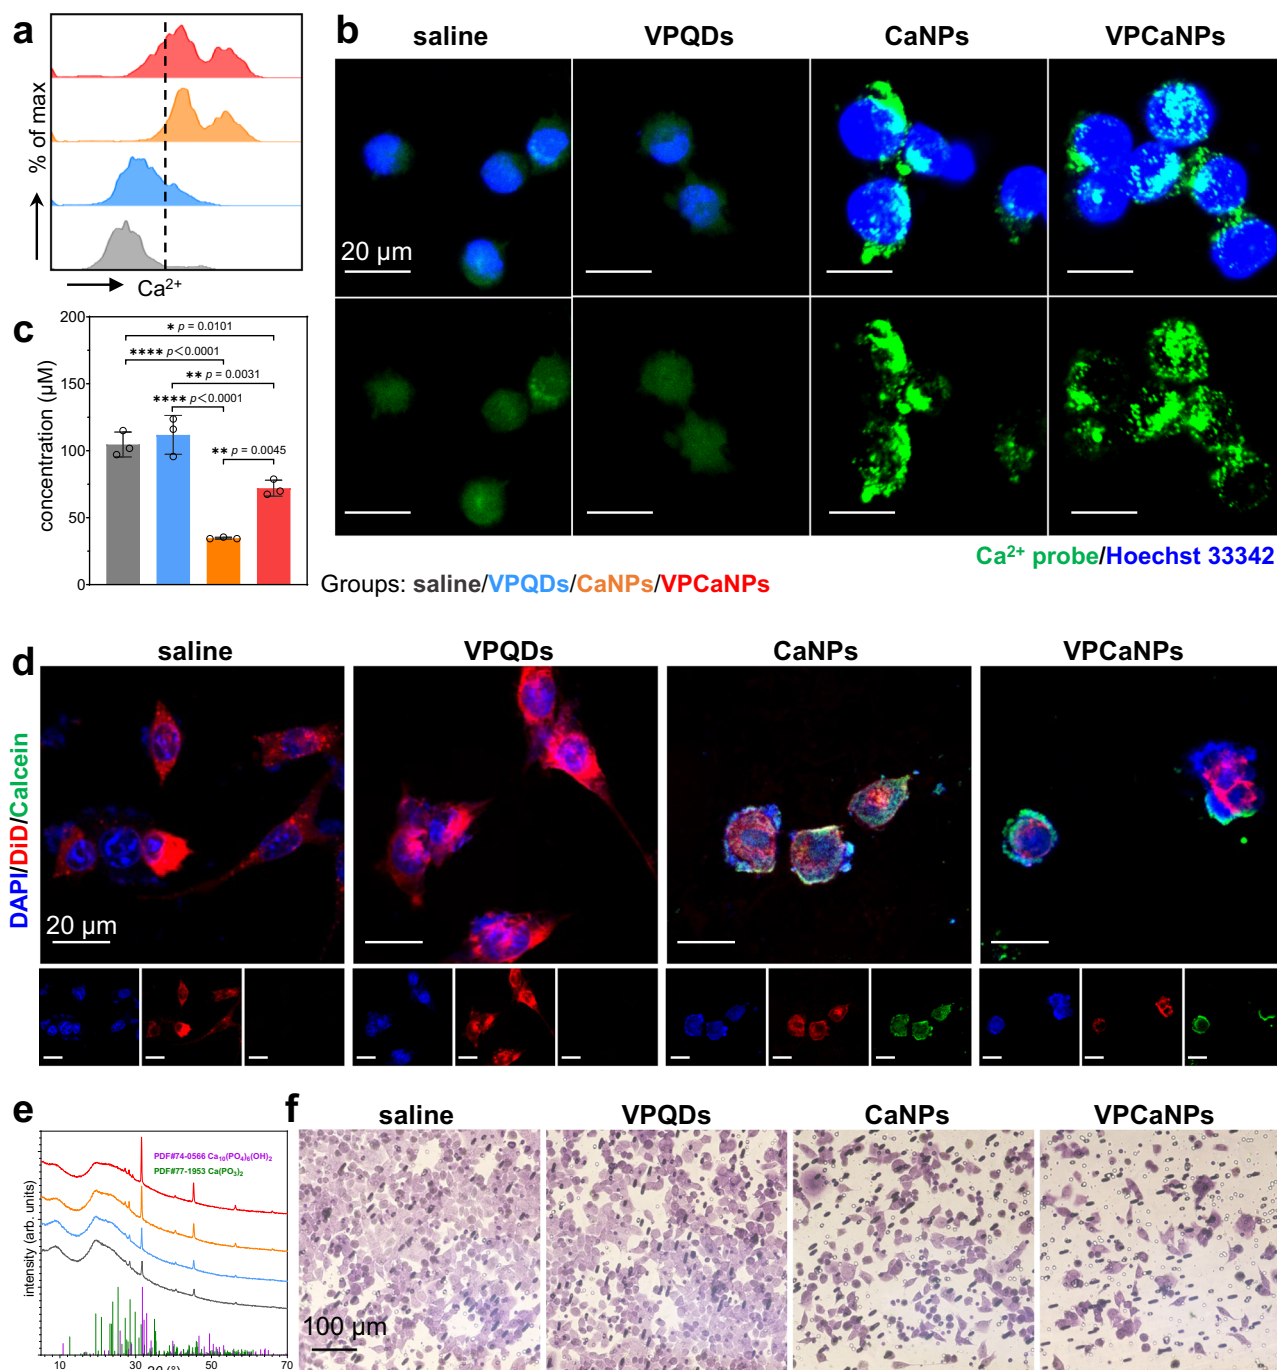 a
% of max
Ca²⁺
b
saline VPQDs CaNPs VPCaNPs
20 μm
Ca²⁺ probe/Hoechst 33342
c
concentration (μM)
200
150
100
50
0
* p = 0.0101
**** p<0.0001
** p = 0.0031
**** p<0.0001
** p = 0.0045
Groups: saline/VPQDs/CaNPs/VPCaNPs
d
saline VPQDs CaNPs VPCaNPs
DAPI/DiD/Calcein
20 μm
e
intensity (arb. units)
PDF#74-0566 Ca₁₀(PO₄)₆(OH)₂
PDF#77-1953 Ca(PO₃)₂
10 30 50 70
f
saline VPQDs CaNPs VPCaNPs
100 μm